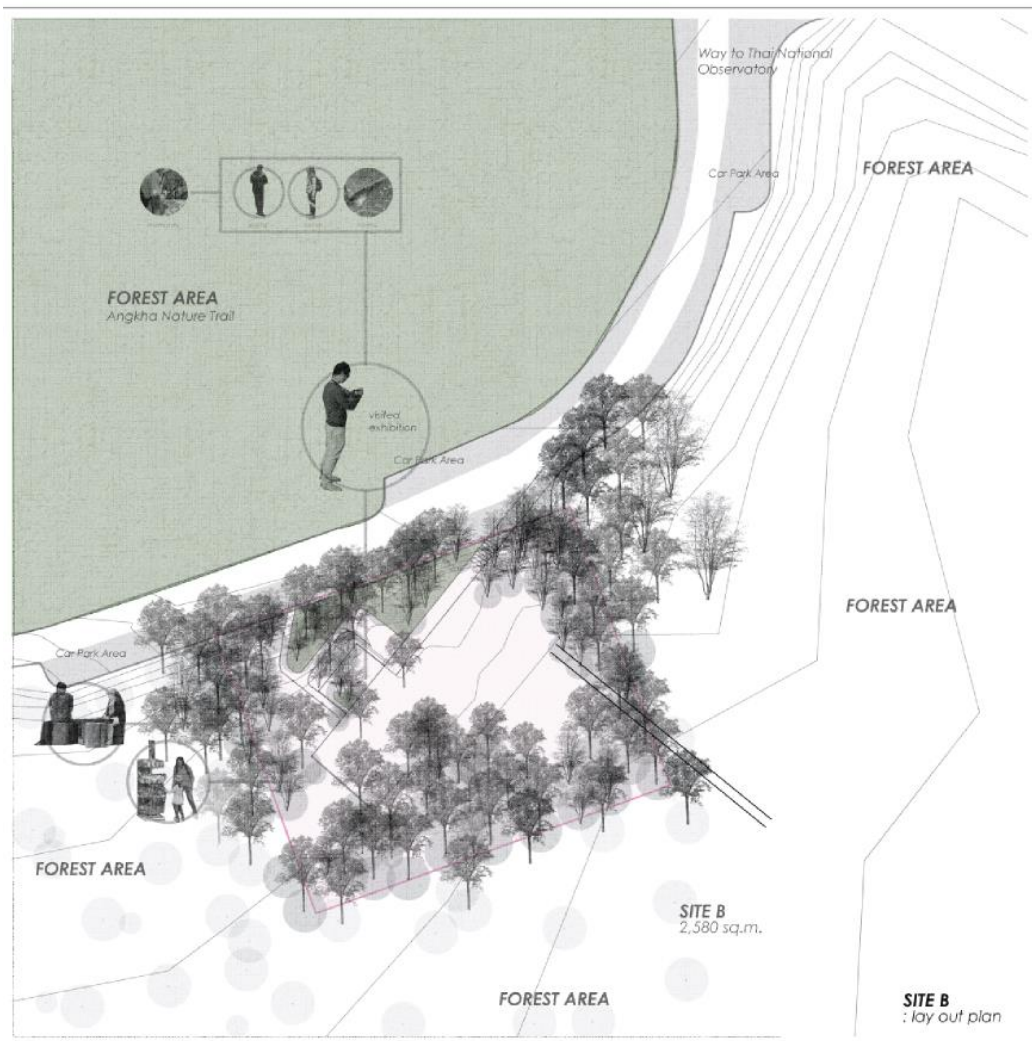 Way to Thai National
Observatory
Car Park Area
FOREST AREA
FOREST AREA
Angkha Nature Trail
visited
exhibition
Car Park Area
FOREST AREA
Car Park Area
FOREST AREA
SITE B
2,580 sq.m.
FOREST AREA
SITE B
: lay out plan